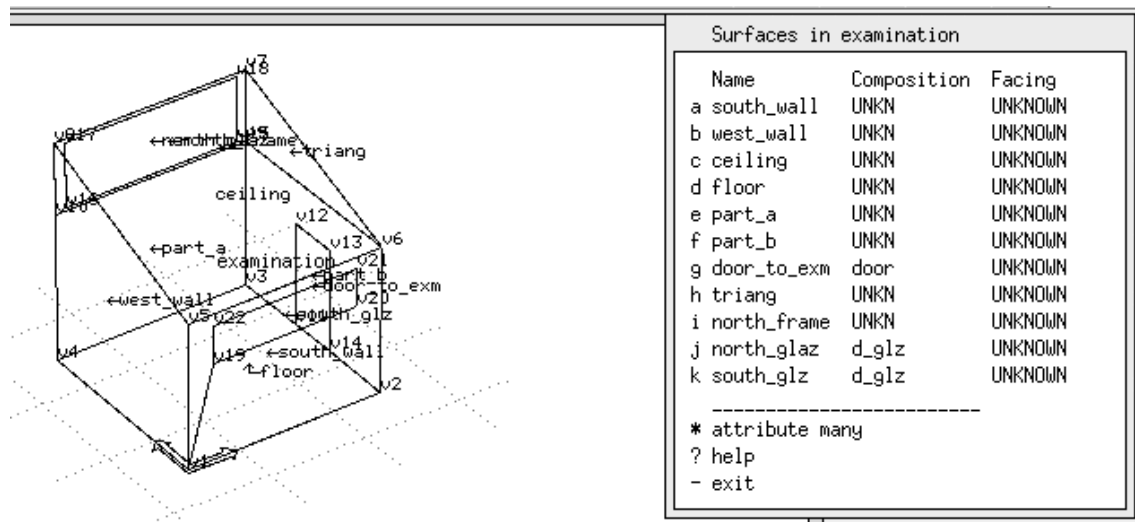 v7
v18
v17
triang
ceiling
v12
part_a
v13
v6
examination
v21
v3
part_b
door_to_exm
west_wall
v20
v5
v22
south_glz
v4
v19
south_wall
v14
floor
v2
v1
Surfaces in examination
Name Composition Facing
a south_wall UNKN UNKNOWN
b west_wall UNKN UNKNOWN
c ceiling UNKN UNKNOWN
d floor UNKN UNKNOWN
e part_a UNKN UNKNOWN
f part_b UNKN UNKNOWN
g door_to_exm door UNKNOWN
h triang UNKN UNKNOWN
i north_frame UNKN UNKNOWN
j north_glaz d_glz UNKNOWN
k south_glz d_glz UNKNOWN
* attribute many
? help
- exit